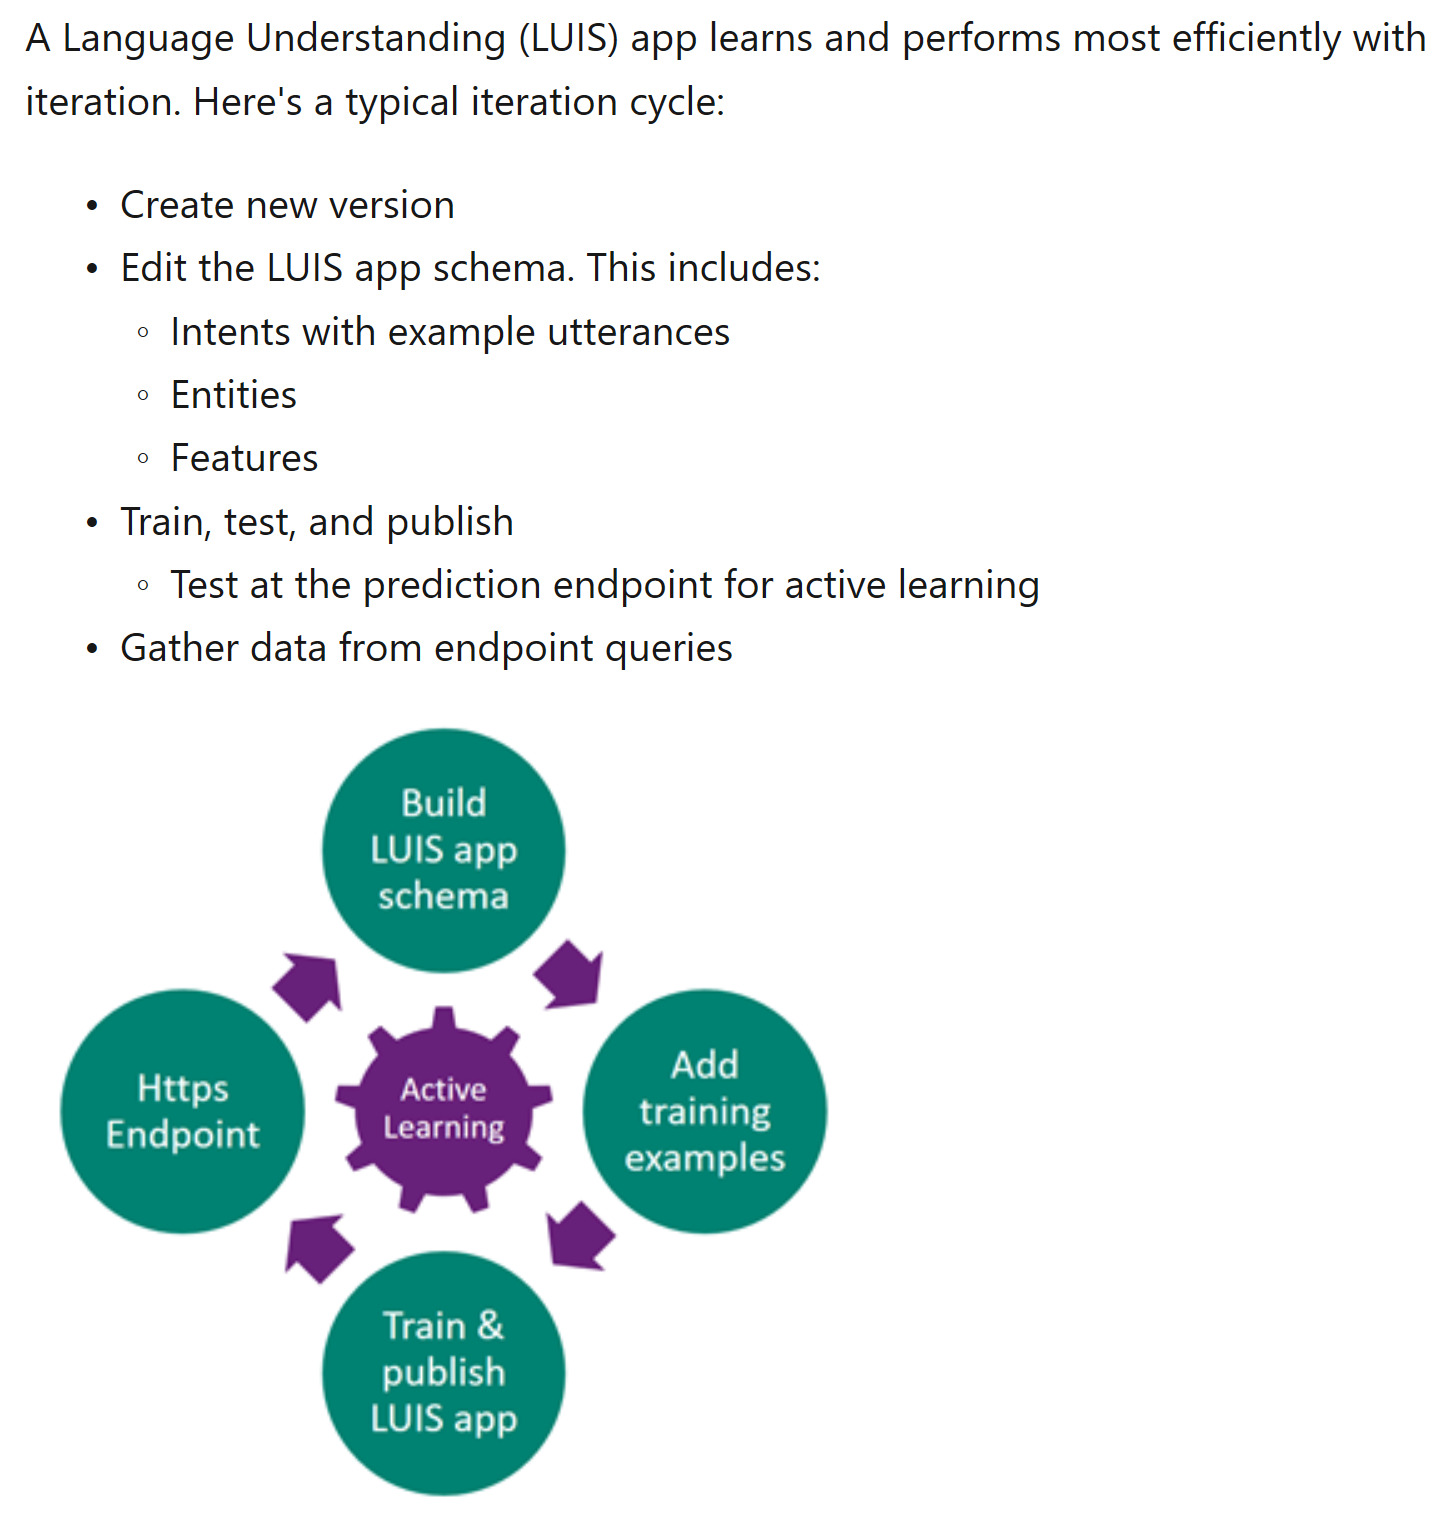 A Language Understanding (LUIS) app learns and performs most efficiently with
iteration. Here's a typical iteration cycle:
• Create new version
• Edit the LUIS app schema. This includes:
◦ Intents with example utterances
◦ Entities
◦ Features
• Train, test, and publish
◦ Test at the prediction endpoint for active learning
• Gather data from endpoint queries
Build
LUIS app
schema
Https
Endpoint
Active
Learning
Add
training
examples
Train &
publish
LUIS app